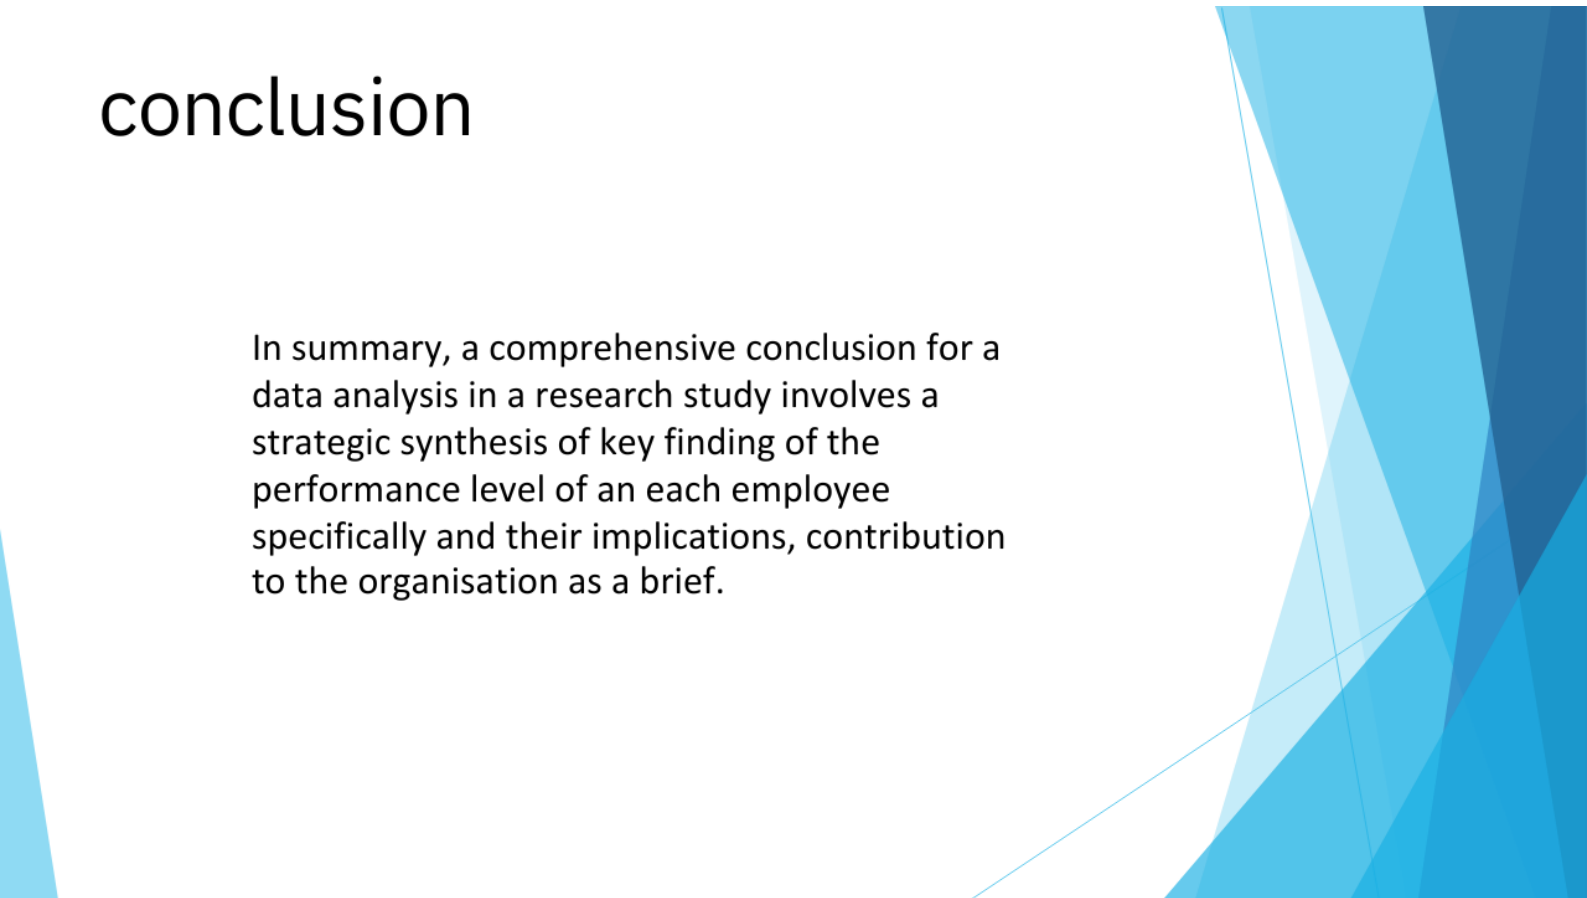 conclusion
In summary, a comprehensive conclusion for a
data analysis in a research study involves a
strategic synthesis of key finding of the
performance level of an each employee
specifically and their implications, contribution
to the organisation as a brief.